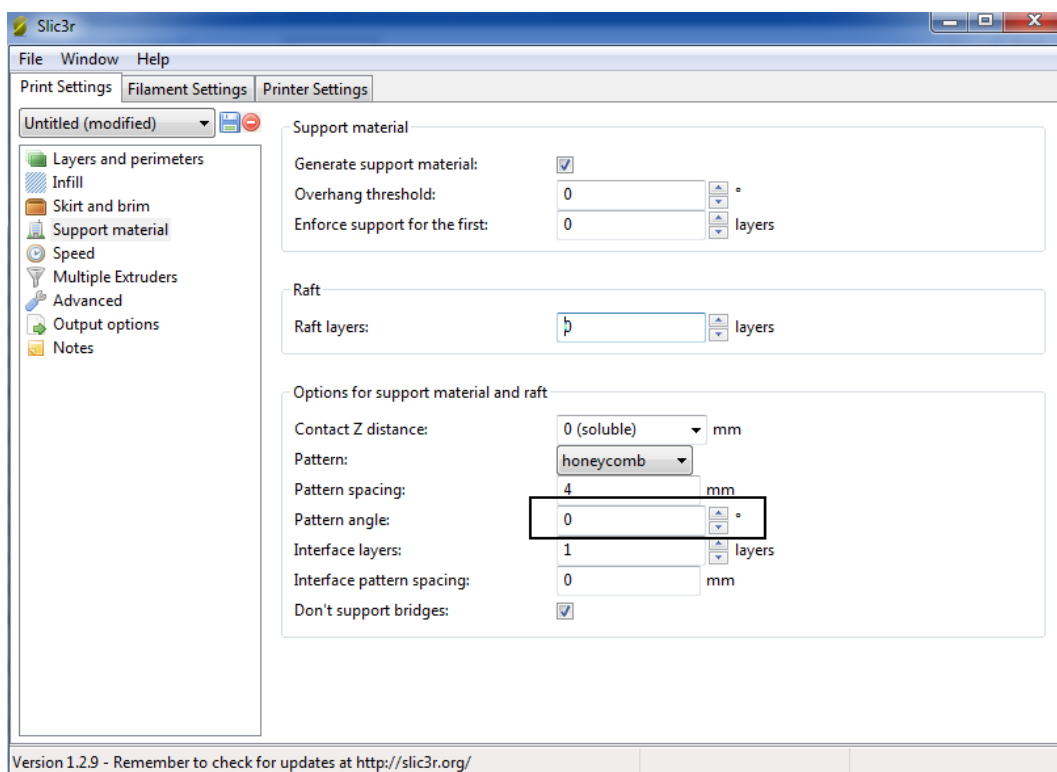 Slic3r
File Window Help
Print Settings Filament Settings Printer Settings
Untitled (modified)
Layers and perimeters
Infill
Skirt and brim
Support material
Speed
Multiple Extruders
Advanced
Output options
Notes
Support material
Generate support material:
Overhang threshold: 0 °
Enforce support for the first: 0 layers
Raft
Raft layers: 0 layers
Options for support material and raft
Contact Z distance: 0 (soluble) mm
Pattern: honeycomb
Pattern spacing: 4 mm
Pattern angle: 0 °
Interface layers: 1 layers
Interface pattern spacing: 0 mm
Don't support bridges:
Version 1.2.9 - Remember to check for updates at http://slic3r.org/